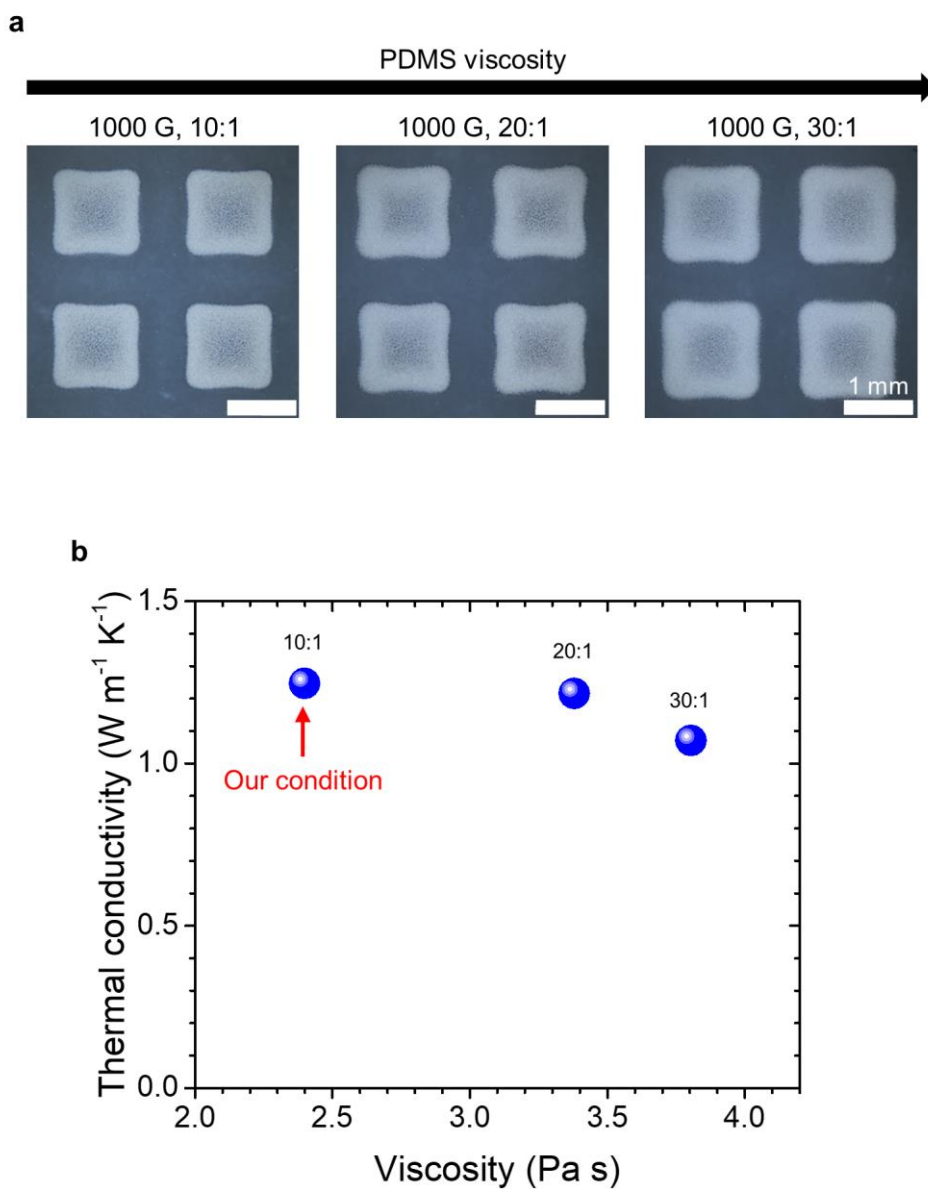 a
PDMS viscosity
1000 G, 10:1
1000 G, 20:1
1000 G, 30:1
1 mm
b
Thermal conductivity (W m⁻¹ K⁻¹)
1.5
1.0
0.5
0.0
10:1
20:1
30:1
Our condition
2.0
2.5
3.0
3.5
4.0
Viscosity (Pa s)